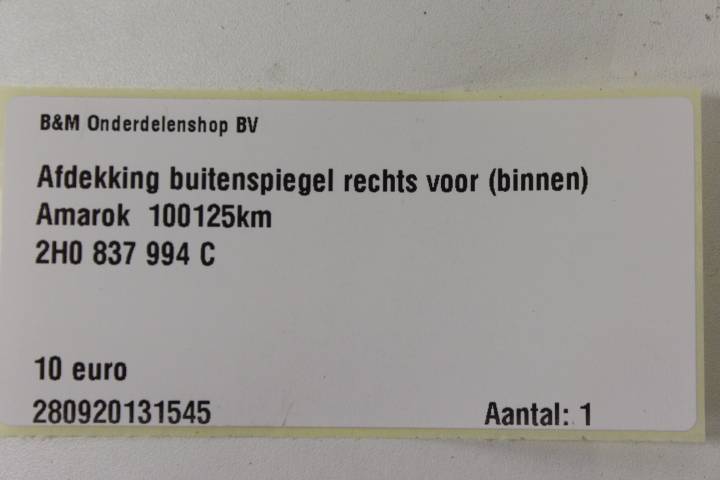 B&M Onderdelenshop BV
Afdekking buitenspiegel rechts voor (binnen)
Amarok 100125km
2H0 837 994 C
10 euro
280920131545 Aantal: 1